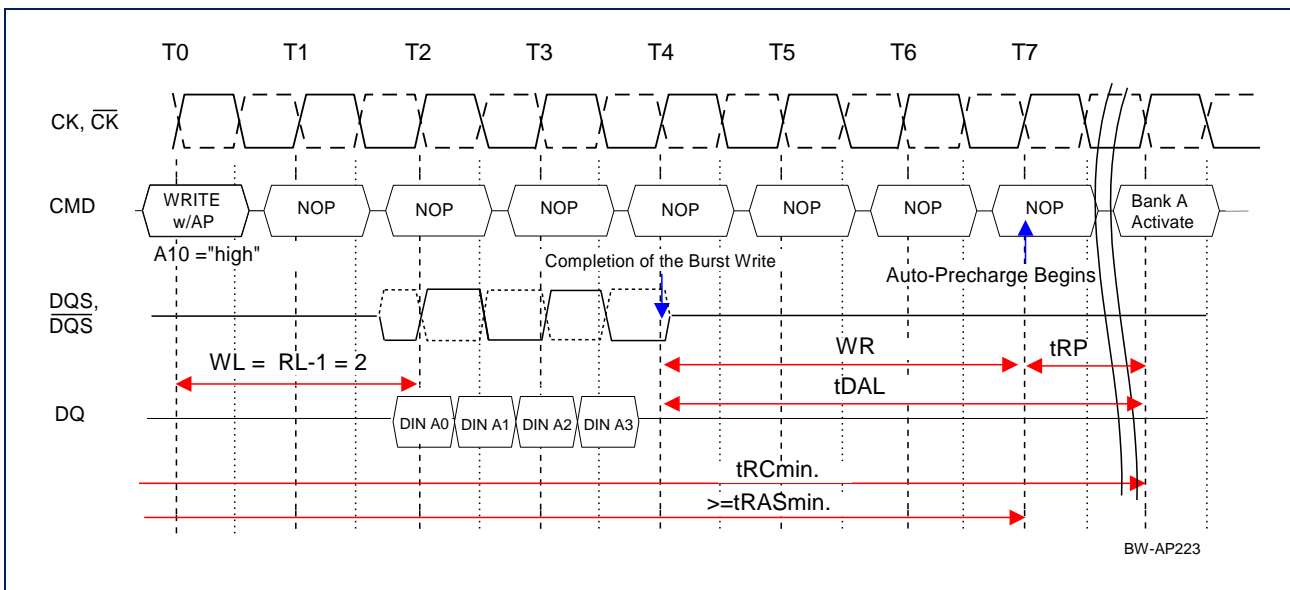 T0 T1 T2 T3 T4 T5 T6 T7
CK, C̅K̅
CMD
WRITE w/AP
NOP NOP NOP NOP NOP NOP NOP
Bank A Activate
A10 ="high"
Completion of the Burst Write
Auto-Precharge Begins
DQS,
D̅Q̅S̅
WL = RL-1 = 2
WR
tRP
tDAL
DQ
DIN A0 DIN A1 DIN A2 DIN A3
tRCmin.
>=tRASmin.
BW-AP223